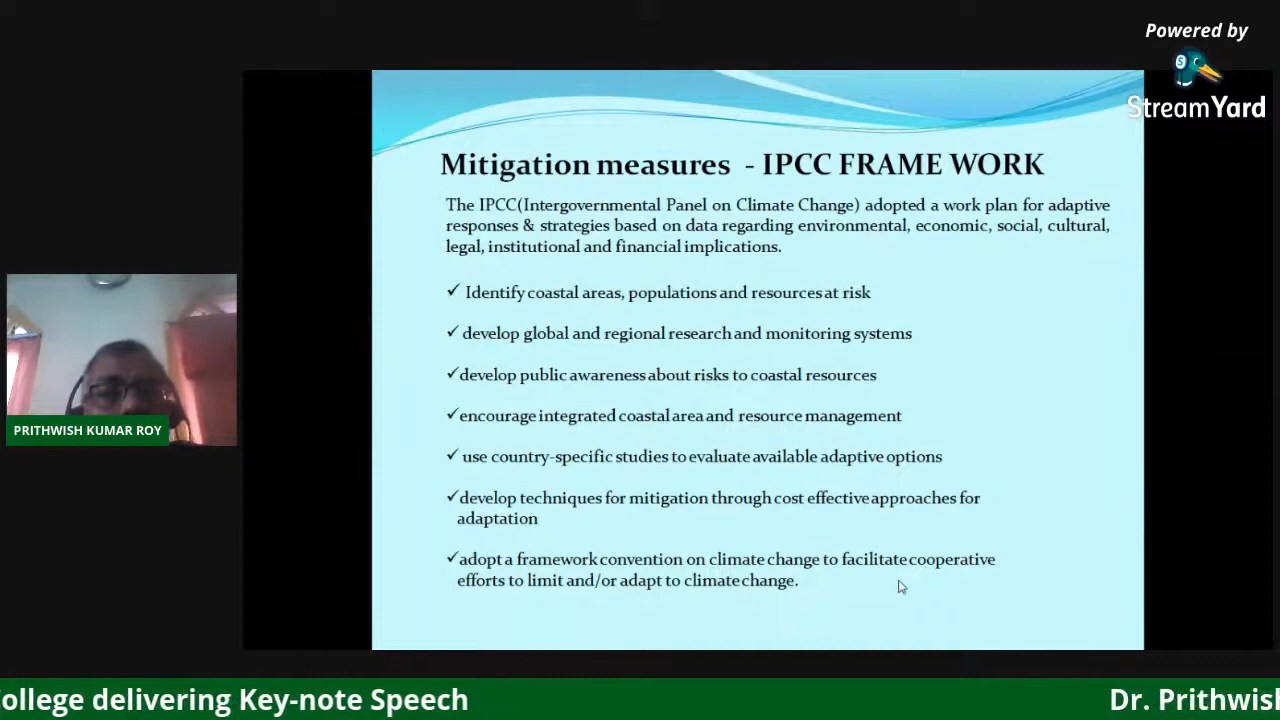 Powered by
StreamYard
Mitigation measures - IPCC FRAME WORK
The IPCC(Intergovernmental Panel on Climate Change) adopted a work plan for adaptive
responses & strategies based on data regarding environmental, economic, social, cultural,
legal, institutional and financial implications.
✓ Identify coastal areas, populations and resources at risk
✓ develop global and regional research and monitoring systems
✓develop public awareness about risks to coastal resources
✓encourage integrated coastal area and resource management
✓ use country-specific studies to evaluate available adaptive options
✓develop techniques for mitigation through cost effective approaches for
adaptation
✓adopt a framework convention on climate change to facilitate cooperative
efforts to limit and/or adapt to climate change.
PRITHWISH KUMAR ROY
ollege delivering Key-note Speech
Dr. Prithwish